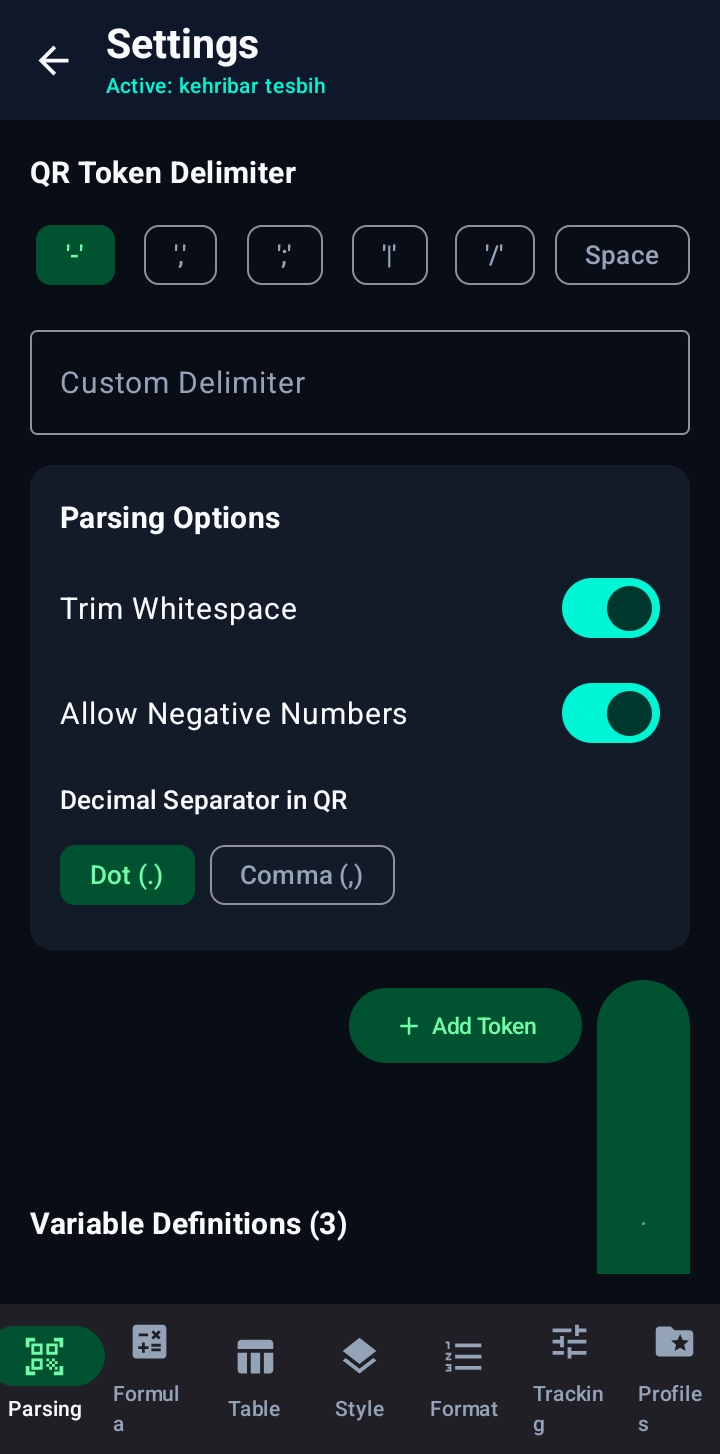 Settings
Active: kehribar tesbih
QR Token Delimiter
'-' ',' ';' '|' '/' Space
Custom Delimiter
Parsing Options
Trim Whitespace
Allow Negative Numbers
Decimal Separator in QR
Dot (.) Comma (,)
+ Add Token
Variable Definitions (3)
Parsing Formul
a Table Style Format Trackin
g Profile
s